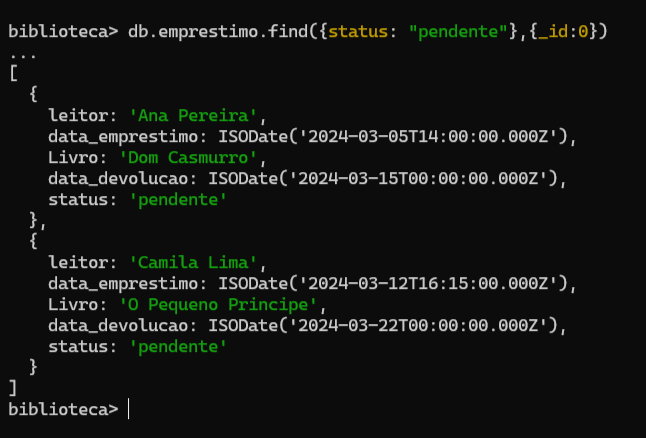 biblioteca> db.emprestimo.find({status: "pendente"},{_id:0})
...
[
  {
    leitor: 'Ana Pereira',
    data_emprestimo: ISODate('2024-03-05T14:00:00.000Z'),
    Livro: 'Dom Casmurro',
    data_devolucao: ISODate('2024-03-15T00:00:00.000Z'),
    status: 'pendente'
  },
  {
    leitor: 'Camila Lima',
    data_emprestimo: ISODate('2024-03-12T16:15:00.000Z'),
    Livro: 'O Pequeno Principe',
    data_devolucao: ISODate('2024-03-22T00:00:00.000Z'),
    status: 'pendente'
  }
]
biblioteca>